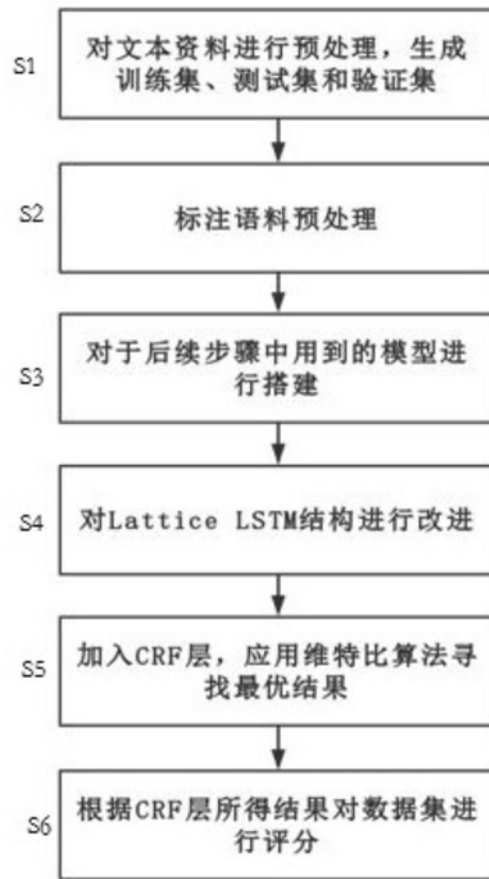 S1
对文本资料进行预处理，生成
训练集、测试集和验证集
S2
标注语料预处理
S3
对于后续步骤中用到的模型进
行搭建
S4
对Lattice LSTM结构进行改进
S5
加入CRF层，应用维特比算法寻
找最优结果
S6
根据CRF层所得结果对数据集进
行评分